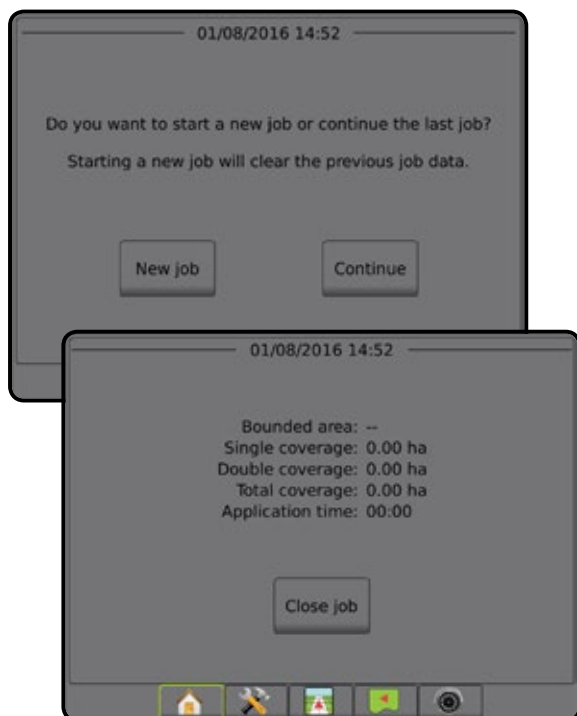 01/08/2016 14:52
Do you want to start a new job or continue the last job?
Starting a new job will clear the previous job data.
New job
Continue
01/08/2016 14:52
Bounded area: --
Single coverage: 0.00 ha
Double coverage: 0.00 ha
Total coverage: 0.00 ha
Application time: 00:00
Close job